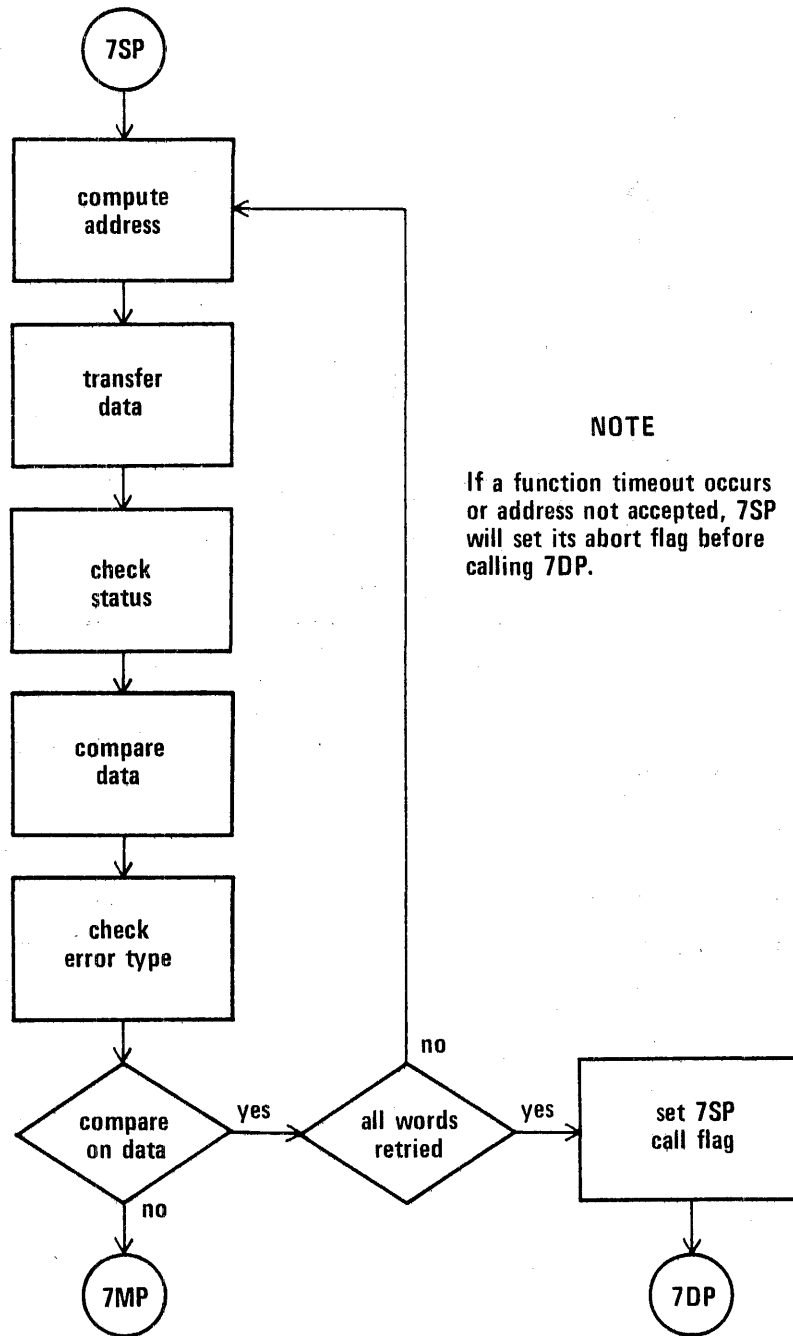 7SP
compute
address
transfer
data
NOTE
If a function timeout occurs
or address not accepted, 7SP
will set its abort flag before
calling 7DP.
check
status
compare
data
check
error type
no
compare
on data
yes
all words
retried
yes
set 7SP
call flag
no
7MP
7DP